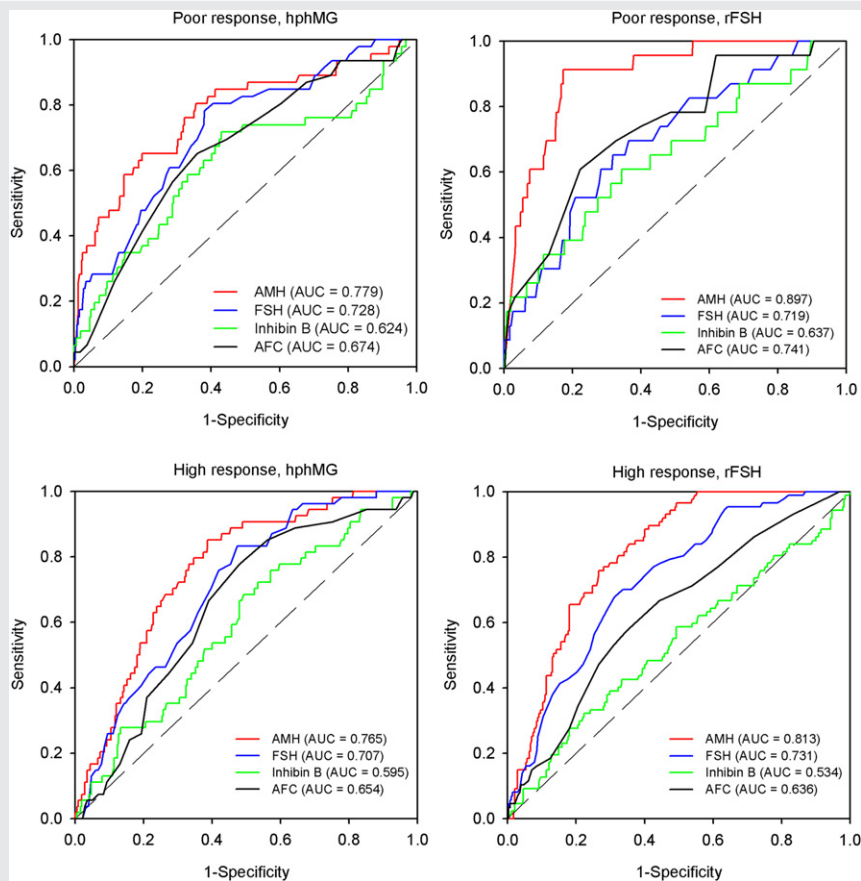 Poor response, hphMG
1.0
0.8
0.6
0.4
0.2
0.0
Sensitivity
AMH (AUC = 0.779)
FSH (AUC = 0.728)
Inhibin B (AUC = 0.624)
AFC (AUC = 0.674)
0.0 0.2 0.4 0.6 0.8 1.0
1-Specificity
Poor response, rFSH
1.0
0.8
0.6
0.4
0.2
0.0
Sensitivity
AMH (AUC = 0.897)
FSH (AUC = 0.719)
Inhibin B (AUC = 0.637)
AFC (AUC = 0.741)
0.0 0.2 0.4 0.6 0.8 1.0
1-Specificity
High response, hphMG
1.0
0.8
0.6
0.4
0.2
0.0
Sensitivity
AMH (AUC = 0.765)
FSH (AUC = 0.707)
Inhibin B (AUC = 0.595)
AFC (AUC = 0.654)
0.0 0.2 0.4 0.6 0.8 1.0
1-Specificity
High response, rFSH
1.0
0.8
0.6
0.4
0.2
0.0
Sensitivity
AMH (AUC = 0.813)
FSH (AUC = 0.731)
Inhibin B (AUC = 0.534)
AFC (AUC = 0.636)
0.0 0.2 0.4 0.6 0.8 1.0
1-Specificity